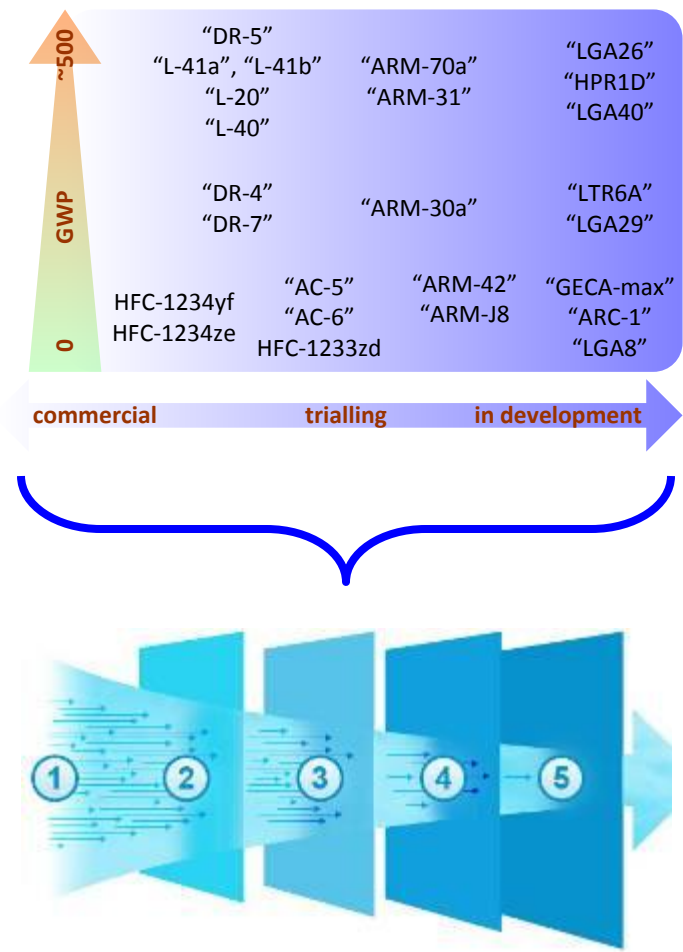 ~500
GWP
0
“DR-5”
“L-41a”, “L-41b”
“L-20”
“L-40”
“ARM-70a”
“ARM-31”
“LGA26”
“HPR1D”
“LGA40”
“DR-4”
“DR-7”
“ARM-30a”
“LTR6A”
“LGA29”
HFC-1234yf
HFC-1234ze
“AC-5”
“AC-6”
HFC-1233zd
“ARM-42”
“ARM-J8
“GECA-max”
“ARC-1”
“LGA8”
commercial
trialling
in development
1
2
3
4
5